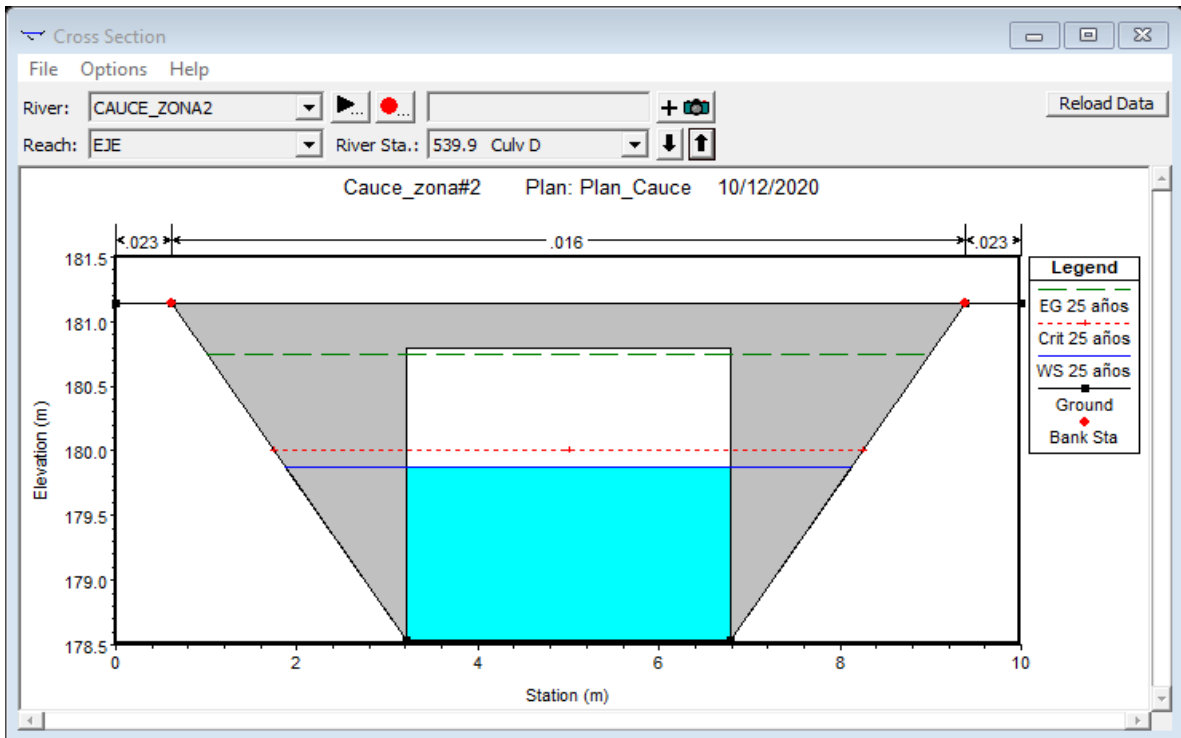 Cross Section
File Options Help
River: CAUCE_ZONA2 Reload Data
Reach: EJE River Sta.: 539.9 Culv D
Cauce_zona#2 Plan: Plan_Cauce 10/12/2020
.023 .016 .023
181.5
181.0
180.5
180.0
179.5
179.0
178.5
Elevation (m)
0 2 4 6 8 10
Station (m)
Legend
EG 25 años
Crit 25 años
WS 25 años
Ground
Bank Sta